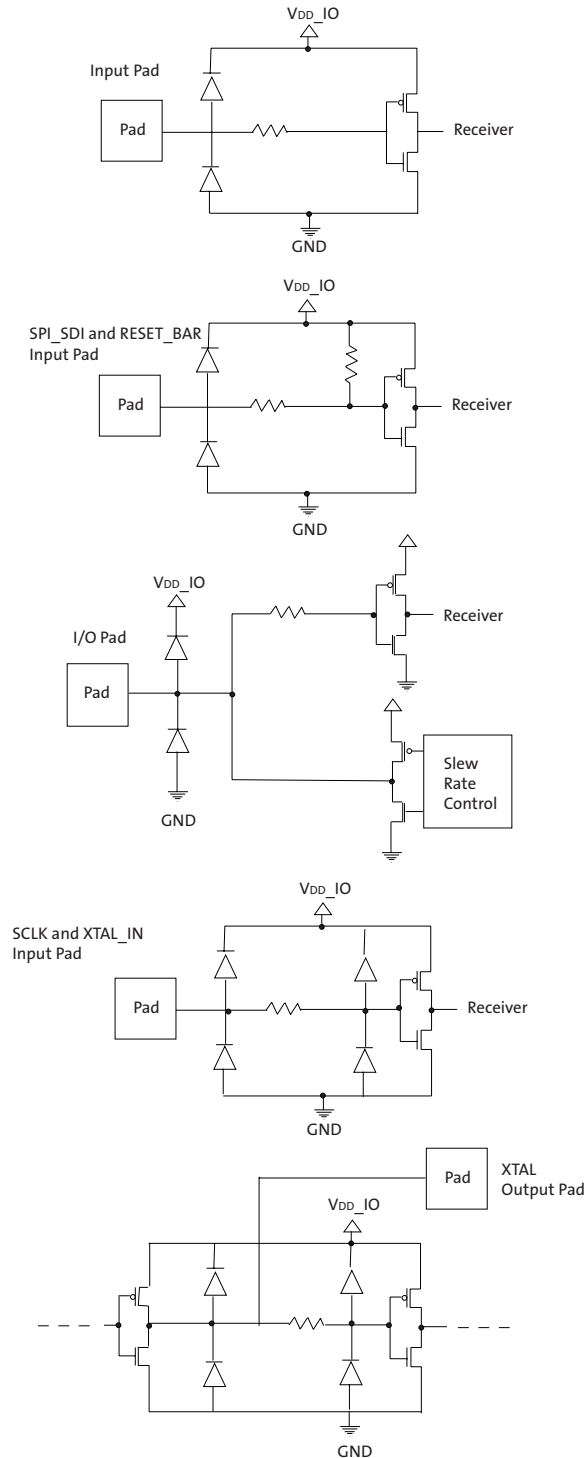 VDD_IO
Input Pad
Pad
Receiver
GND
VDD_IO
SPI_SDI and RESET_BAR
Input Pad
Pad
Receiver
GND
VDD_IO
I/O Pad
Receiver
Pad
Slew
Rate
Control
GND
VDD_IO
SCLK and XTAL_IN
Input Pad
Pad
Receiver
GND
Pad
XTAL
Output Pad
VDD_IO
GND